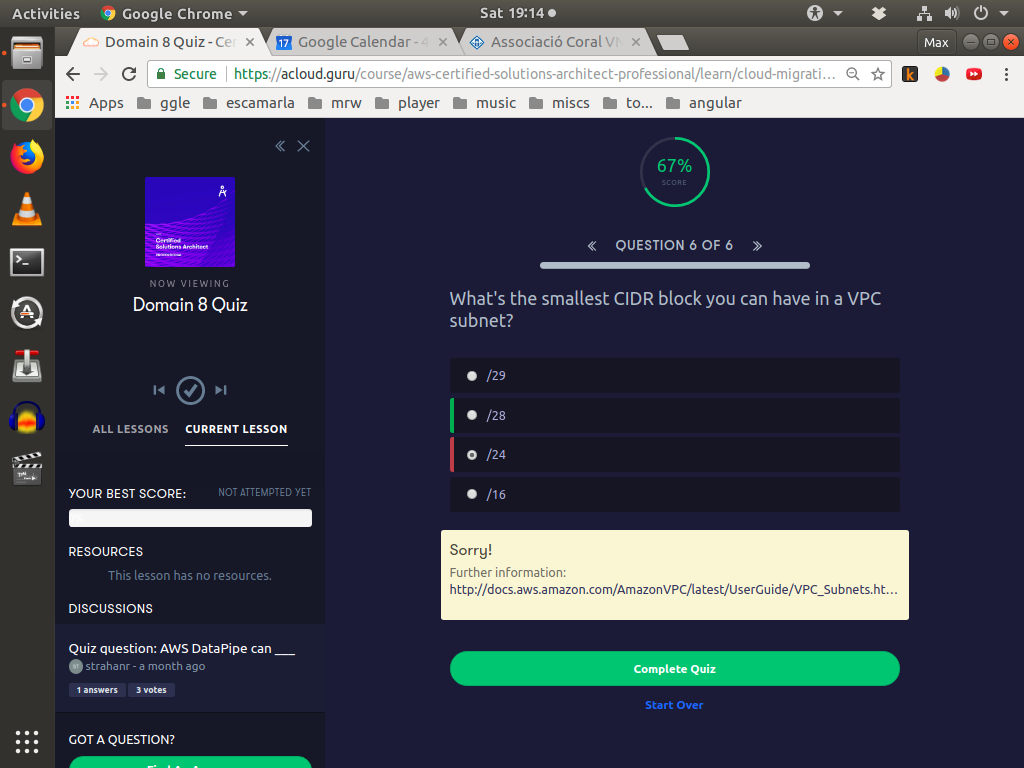 Activities
Google Chrome
Sat 19:14
Domain 8 Quiz - Cer
Google Calendar - 4
Associació Coral VN
Max
Secure
https://acloud.guru/course/aws-certified-solutions-architect-professional/learn/cloud-migrati...
Apps
ggle
escamarla
mrw
player
music
miscs
to...
angular
Certified
Solutions Architect
NOW VIEWING
Domain 8 Quiz
ALL LESSONS
CURRENT LESSON
YOUR BEST SCORE:
NOT ATTEMPTED YET
RESOURCES
This lesson has no resources.
DISCUSSIONS
Quiz question: AWS DataPipe can ___
strahanr - a month ago
1 answers
3 votes
GOT A QUESTION?
67%
SCORE
QUESTION 6 OF 6
What's the smallest CIDR block you can have in a VPC
subnet?
/29
/28
/24
/16
Sorry!
Further information:
http://docs.aws.amazon.com/AmazonVPC/latest/UserGuide/VPC_Subnets.ht...
Complete Quiz
Start Over